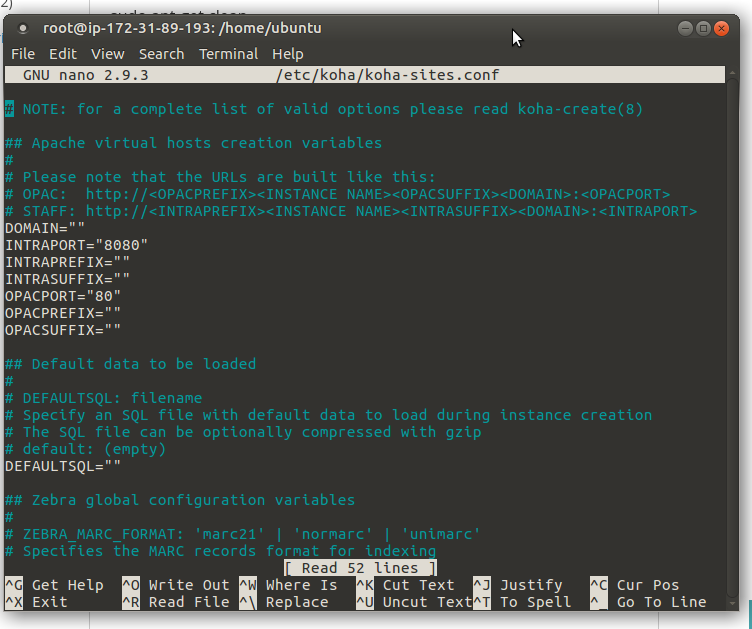 2)
sudo apt-get clean
root@ip-172-31-89-193: /home/ubuntu
File Edit View Search Terminal Help
GNU nano 2.9.3 /etc/koha/koha-sites.conf
# NOTE: for a complete list of valid options please read koha-create(8)
## Apache virtual hosts creation variables
#
# Please note that the URLs are built like this:
# OPAC:  http://<OPACPREFIX><INSTANCE NAME><OPACSUFFIX><DOMAIN>:<OPACPORT>
# STAFF: http://<INTRAPREFIX><INSTANCE NAME><INTRASUFFIX><DOMAIN>:<INTRAPORT>
DOMAIN=""
INTRAPORT="8080"
INTRAPREFIX=""
INTRASUFFIX=""
OPACPORT="80"
OPACPREFIX=""
OPACSUFFIX=""
## Default data to be loaded
#
# DEFAULTSQL: filename
# Specify an SQL file with default data to load during instance creation
# The SQL file can be optionally compressed with gzip
# default: (empty)
DEFAULTSQL=""
## Zebra global configuration variables
#
# ZEBRA_MARC_FORMAT: 'marc21' | 'normarc' | 'unimarc'
# Specifies the MARC records format for indexing
[ Read 52 lines ]
^G Get Help ^O Write Out ^W Where Is ^K Cut Text ^J Justify ^C Cur Pos
^X Exit ^R Read File ^\ Replace ^U Uncut Text ^T To Spell ^_ Go To Line